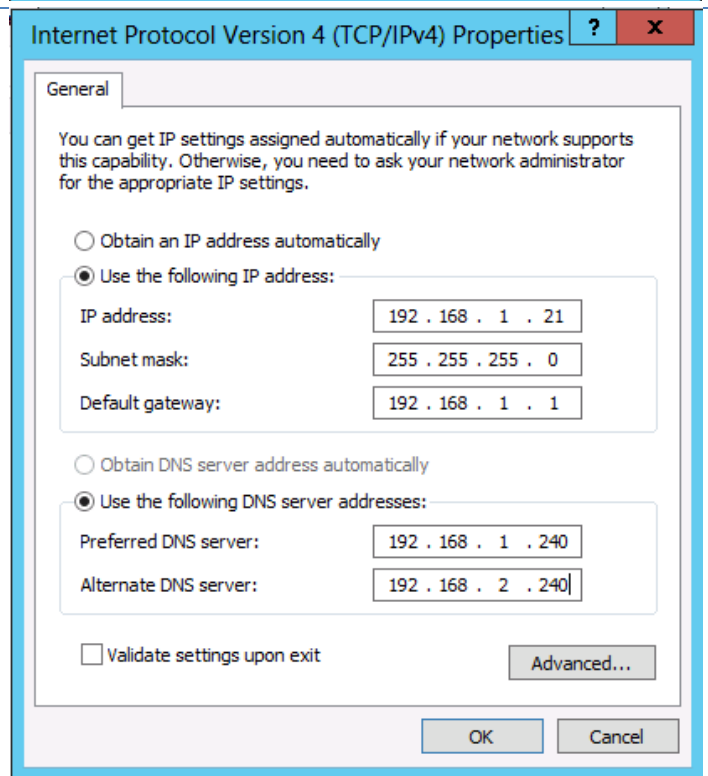 Internet Protocol Version 4 (TCP/IPv4) Properties ? x
General
You can get IP settings assigned automatically if your network supports
this capability. Otherwise, you need to ask your network administrator
for the appropriate IP settings.
Obtain an IP address automatically
Use the following IP address:
IP address: 192 . 168 . 1 . 21
Subnet mask: 255 . 255 . 255 . 0
Default gateway: 192 . 168 . 1 . 1
Obtain DNS server address automatically
Use the following DNS server addresses:
Preferred DNS server: 192 . 168 . 1 . 240
Alternate DNS server: 192 . 168 . 2 . 240
Validate settings upon exit
Advanced...
OK Cancel